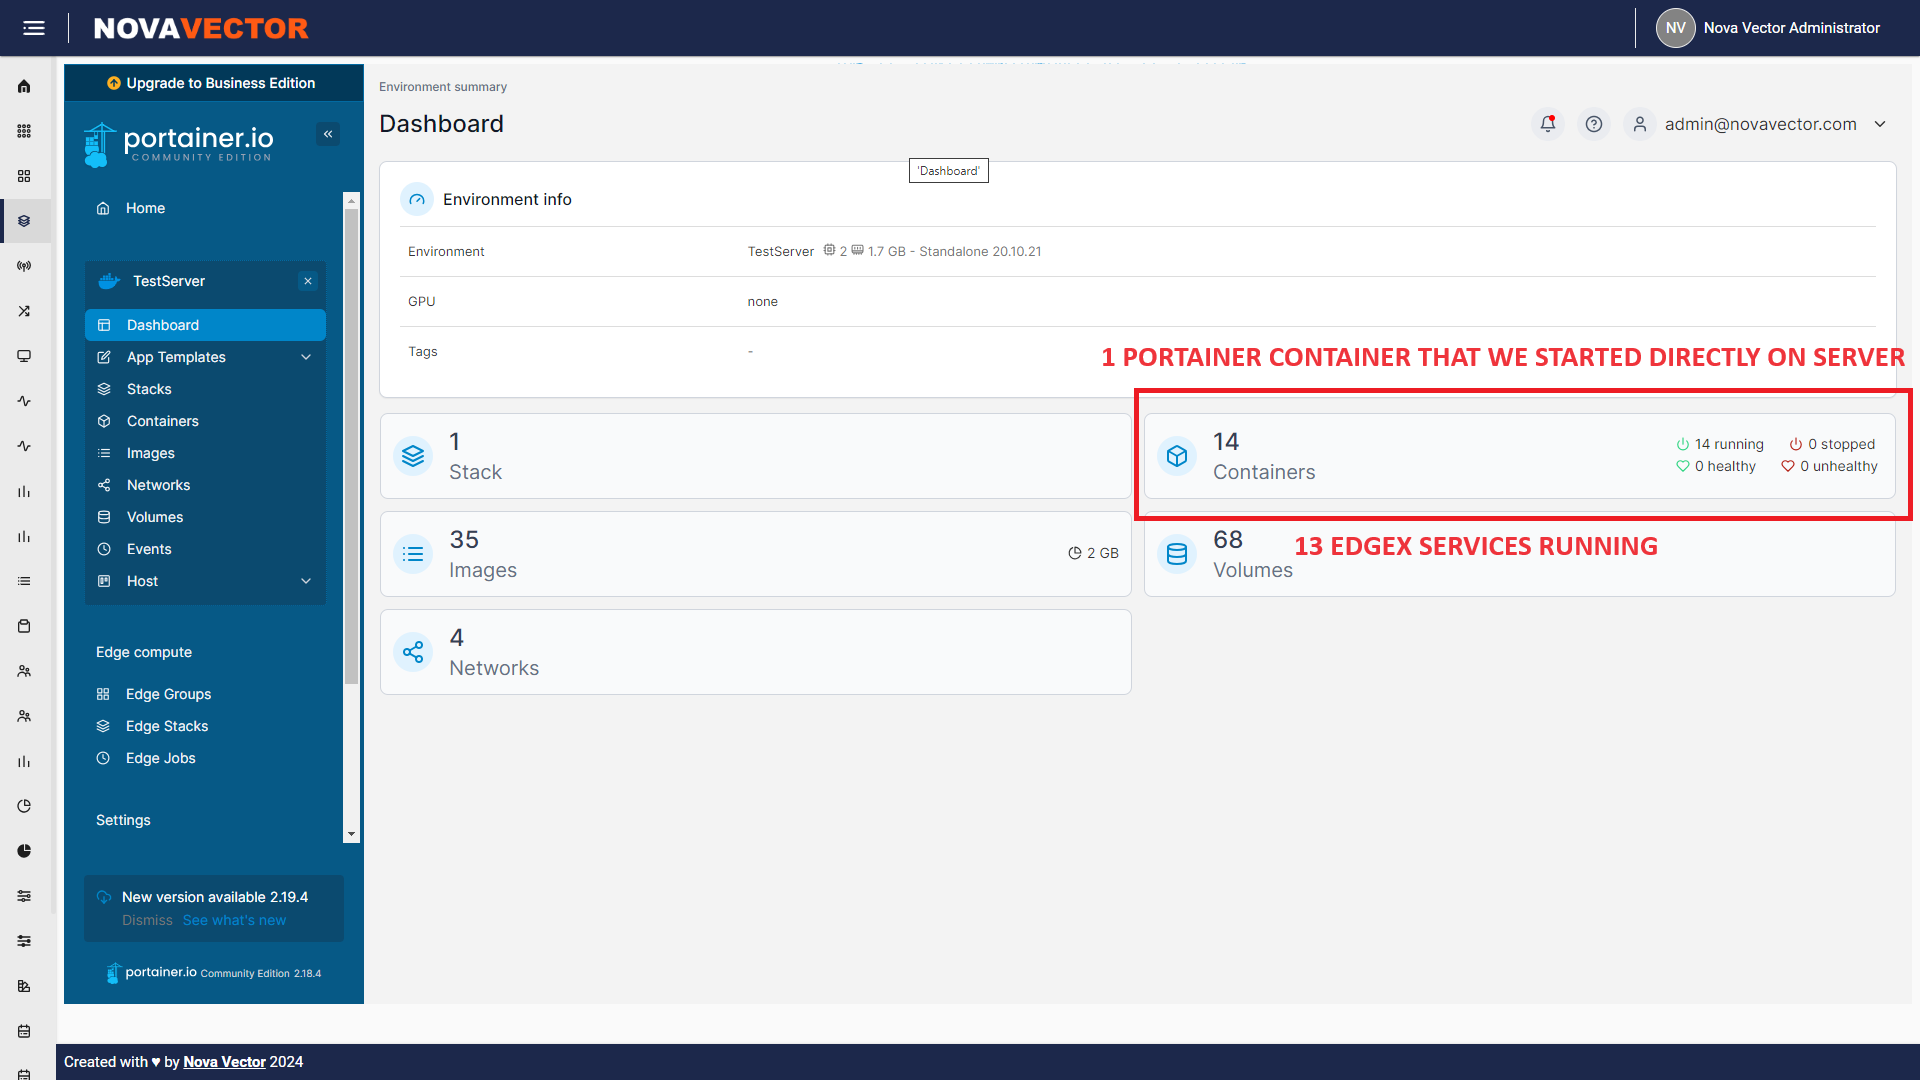 NOVAVECTOR
NV Nova Vector Administrator
Upgrade to Business Edition
portainer.io
COMMUNITY EDITION
Home
TestServer
Dashboard
App Templates
Stacks
Containers
Images
Networks
Volumes
Events
Host
Edge compute
Edge Groups
Edge Stacks
Edge Jobs
Settings
New version available 2.19.4
Dismiss See what's new
portainer.io Community Edition 2.18.4
Environment summary
Dashboard
admin@novavector.com
'Dashboard'
Environment info
Environment TestServer 2 1.7 GB - Standalone 20.10.21
GPU none
Tags -
1 PORTAINER CONTAINER THAT WE STARTED DIRECTLY ON SERVER
1
Stack
14
Containers
14 running 0 stopped
0 healthy 0 unhealthy
35
Images
2 GB
68
Volumes
13 EDGEX SERVICES RUNNING
4
Networks
Created with ♥ by Nova Vector 2024